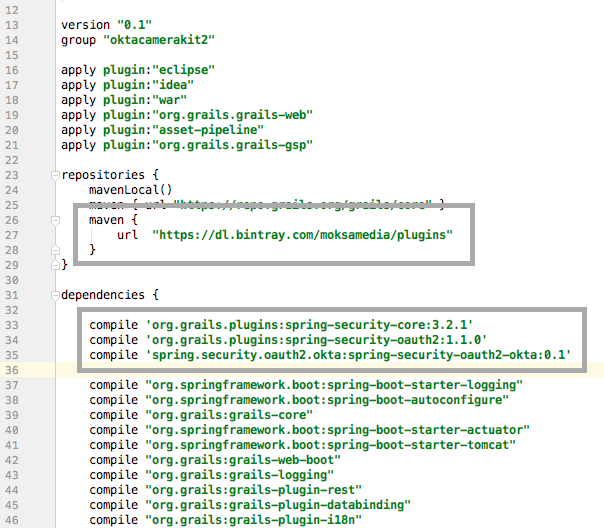 12
13 version "0.1"
14 group "oktacamerakit2"
15
16 apply plugin:"eclipse"
17 apply plugin:"idea"
18 apply plugin:"war"
19 apply plugin:"org.grails.grails-web"
20 apply plugin:"asset-pipeline"
21 apply plugin:"org.grails.grails-gsp"
22
23 repositories {
24 mavenLocal()
25 maven { url "https://repo.grails.org/grails/core" }
26 maven {
27 url "https://dl.bintray.com/moksamedia/plugins"
28 }
29 }
30
31 dependencies {
32
33 compile 'org.grails.plugins:spring-security-core:3.2.1'
34 compile 'org.grails.plugins:spring-security-oauth2:1.1.0'
35 compile 'spring.security.oauth2.okta:spring-security-oauth2-okta:0.1'
36
37 compile "org.springframework.boot:spring-boot-starter-logging"
38 compile "org.springframework.boot:spring-boot-autoconfigure"
39 compile "org.grails:grails-core"
40 compile "org.springframework.boot:spring-boot-starter-actuator"
41 compile "org.springframework.boot:spring-boot-starter-tomcat"
42 compile "org.grails:grails-web-boot"
43 compile "org.grails:grails-logging"
44 compile "org.grails:grails-plugin-rest"
45 compile "org.grails:grails-plugin-databinding"
46 compile "org.grails:grails-plugin-i18n"